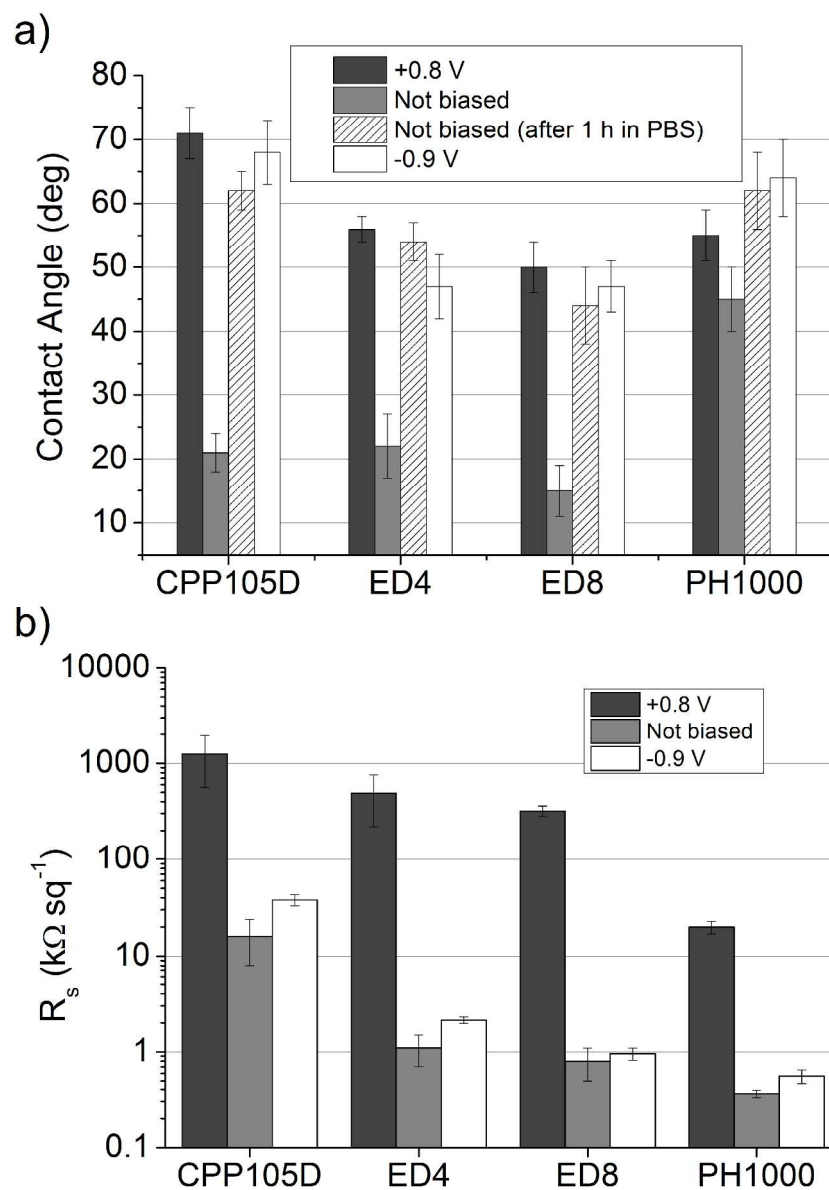 a)
+0.8 V
Not biased
Not biased (after 1 h in PBS)
-0.9 V
80
70
60
50
40
30
20
10
Contact Angle (deg)
CPP105D ED4 ED8 PH1000
b)
+0.8 V
Not biased
-0.9 V
10000
1000
100
10
1
0.1
Rₛ (kΩ sq⁻¹)
CPP105D ED4 ED8 PH1000